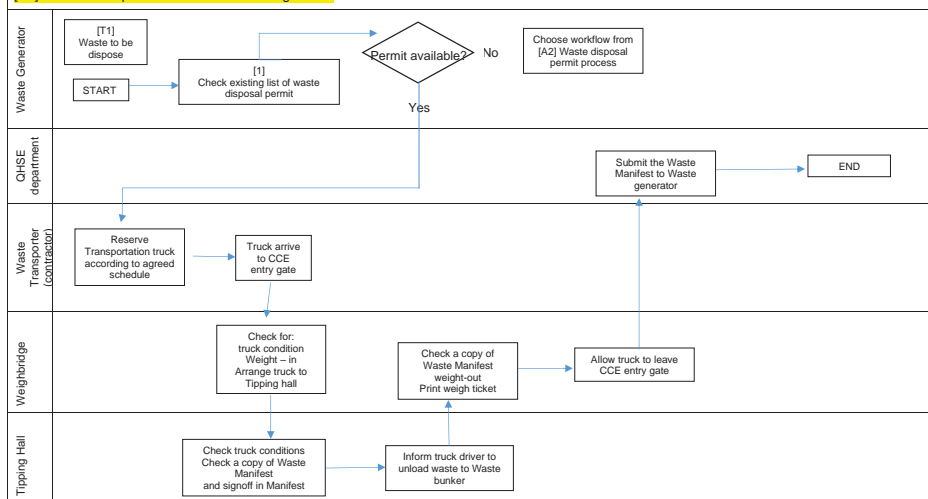 Waste Generator
[T1]
Waste to be
dispose
START
[1]
Check existing list of waste
disposal permit
Permit available?
No
Yes
Choose workflow from
[A2] Waste disposal
permit process
QHSE
department
Submit the Waste
Manifest to Waste
generator
END
Waste
Transporter
(contractor)
Reserve
Transportation truck
according to agreed
schedule
Truck arrive
to CCE
entry gate
Weighbridge
Check for:
truck condition
Weight – in
Arrange truck to
Tipping hall
Check a copy of
Waste Manifest
weight-out
Print weigh ticket
Allow truck to leave
CCE entry gate
Tipping Hall
Check truck conditions
Check a copy of Waste
Manifest
and signoff in Manifest
Inform truck driver to
unload waste to Waste
bunker